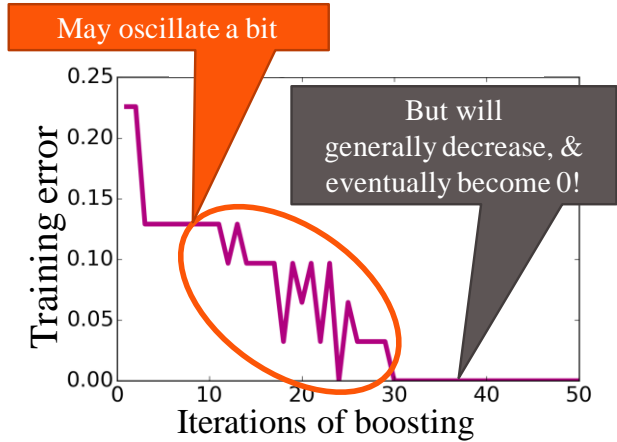 May oscillate a bit
But will
generally decrease, &
eventually become 0!
Training error
0.25
0.20
0.15
0.10
0.05
0.00
0 10 20 30 40 50
Iterations of boosting